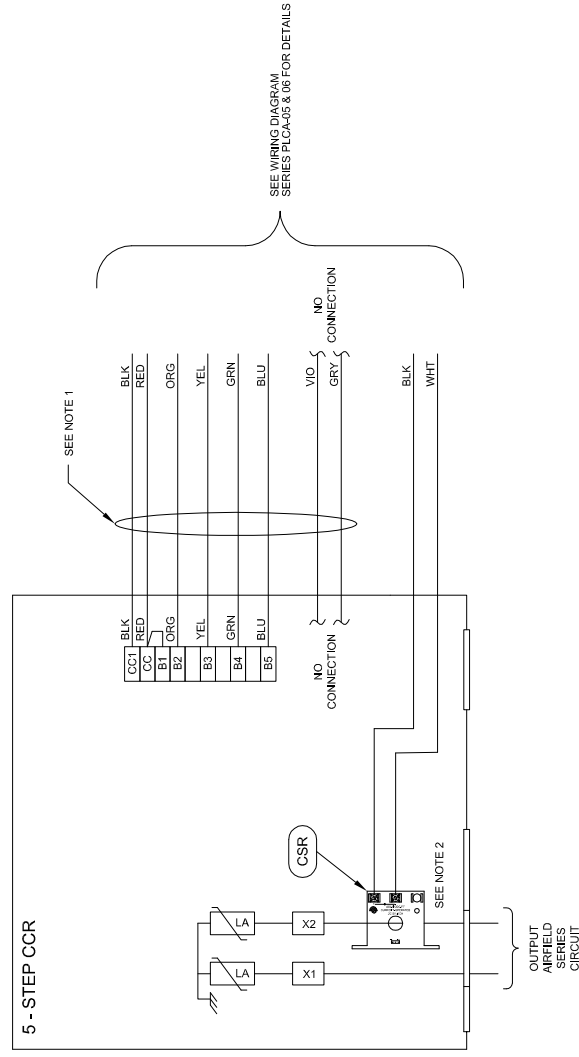 5 - STEP CCR
SEE NOTE 1
BLK
RED
ORG
YEL
GRN
BLU
CC1
CC
B1
B2
B3
B4
B5
BLK
RED
ORG
YEL
GRN
BLU
VIO
GRY
NO
CONNECTION
NO
CONNECTION
BLK
WHT
SEE WIRING DIAGRAM
SERIES PLCA-05 & 06 FOR DETAILS
LA
LA
X2
X1
CSR
SEE NOTE 2
OUTPUT
AIRFIELD
SERIES
CIRCUIT